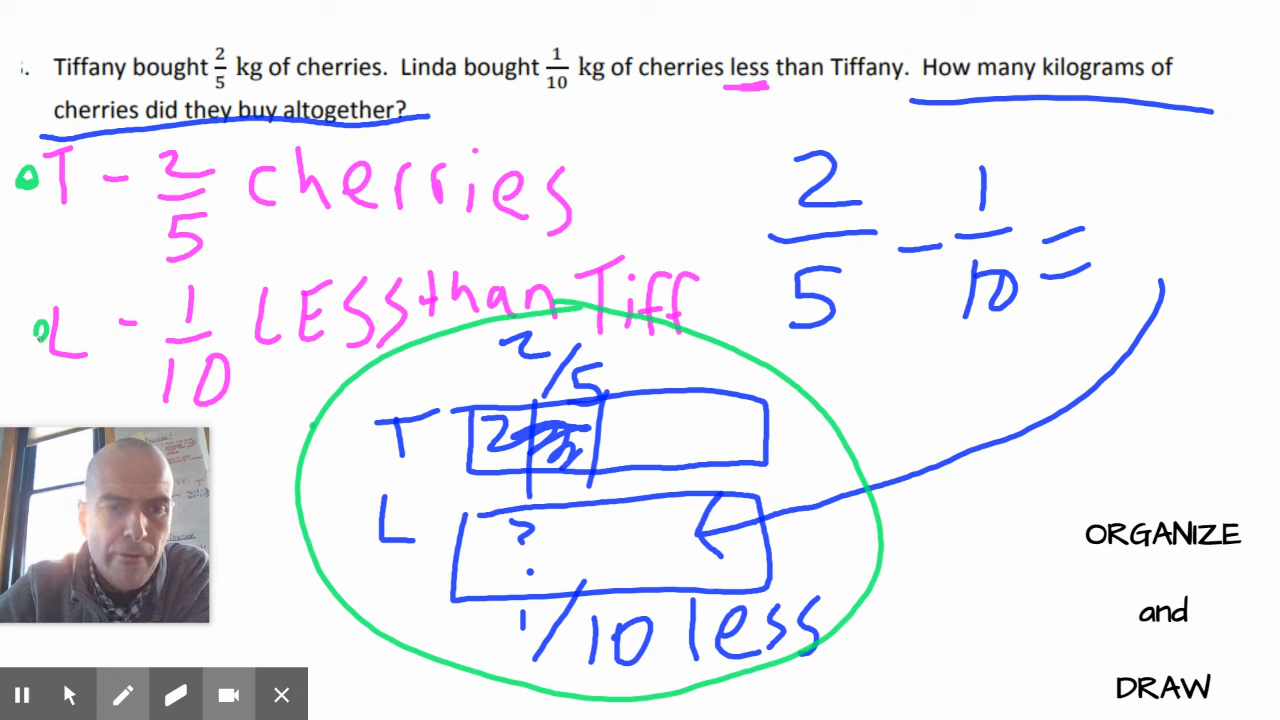 . Tiffany bought 2/5 kg of cherries. Linda bought 1/10 kg of cherries less than Tiffany. How many kilograms of
cherries did they buy altogether?
T - 2/5 cherries
2/5 - 1/10 =
L - 1/10 LESS than Tiff
2/5
T 2
L ?
1/10 less
ORGANIZE
and
DRAW